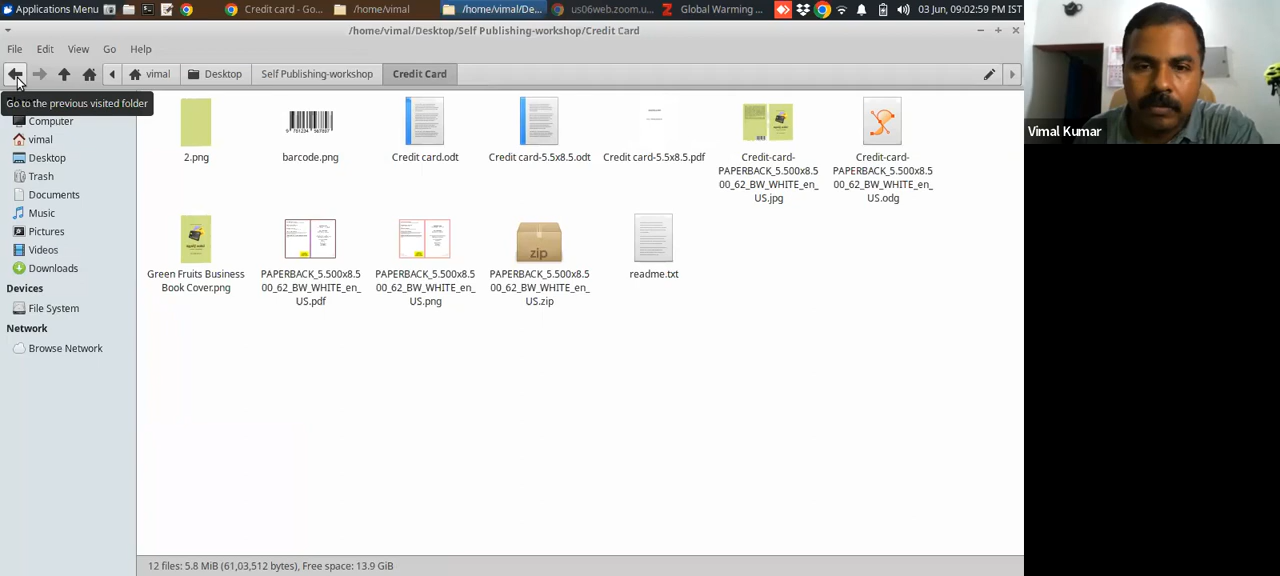 Applications Menu
Credit card - Go...
/home/vimal
/home/vimal/De...
us06web.zoom.u...
Global Warming ...
03 Jun, 09:02:59 PM IST
/home/vimal/Desktop/Self Publishing-workshop/Credit Card
File Edit View Go Help
vimal Desktop Self Publishing-workshop Credit Card
Go to the previous visited folder
Computer
vimal
Desktop
Trash
Documents
Music
Pictures
Videos
Downloads
Devices
File System
Network
Browse Network
2.png
barcode.png
Credit card.odt
Credit card-5.5x8.5.odt
Credit card-5.5x8.5.pdf
Credit-card-
PAPERBACK_5.500x8.5
00_62_BW_WHITE_en_
US.jpg
Credit-card-
PAPERBACK_5.500x8.5
00_62_BW_WHITE_en_
US.odg
Green Fruits Business
Book Cover.png
PAPERBACK_5.500x8.5
00_62_BW_WHITE_en_
US.pdf
PAPERBACK_5.500x8.5
00_62_BW_WHITE_en_
US.png
zip
PAPERBACK_5.500x8.5
00_62_BW_WHITE_en_
US.zip
readme.txt
12 files: 5.8 MiB (61,03,512 bytes), Free space: 13.9 GiB
Vimal Kumar